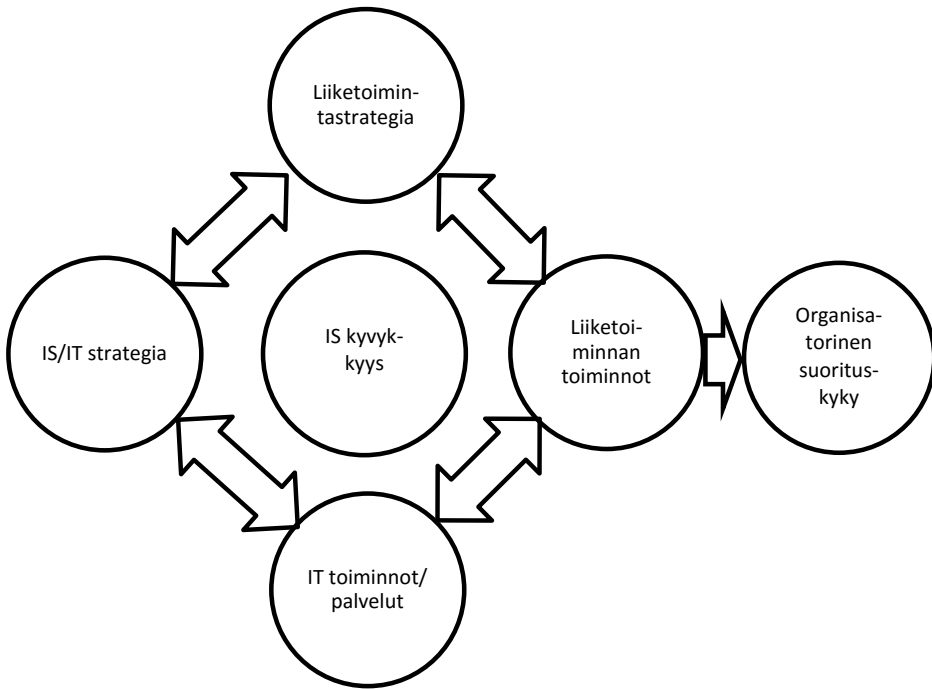 Liiketoimin-
tastrategia
IS/IT strategia
IS kyvyk-
kyys
Liiketoi-
minnan
toiminnot
Organisa-
torinen
suoritus-
kyky
IT toiminnot/
palvelut